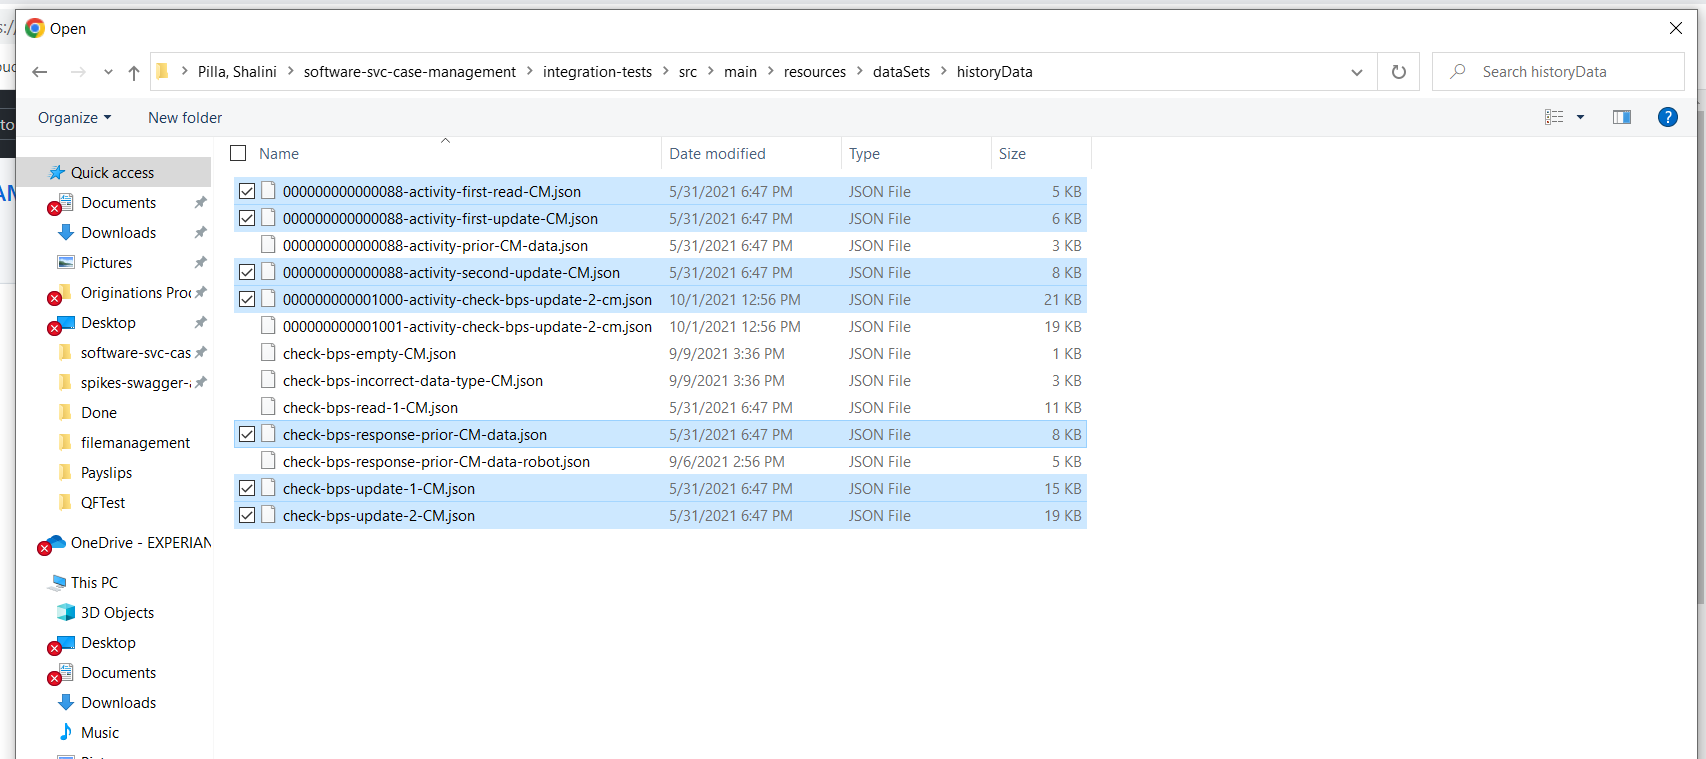 Open
Pilla, Shalini software-svc-case-management integration-tests src main resources dataSets historyData Search historyData
Organize New folder
Name Date modified Type Size
Quick access
Documents
Downloads
Pictures
Originations Proc
Desktop
software-svc-cas
spikes-swagger-
Done
filemanagement
Payslips
QFTest
OneDrive - EXPERIAN
This PC
3D Objects
Desktop
Documents
Downloads
Music
000000000000088-activity-first-read-CM.json 5/31/2021 6:47 PM JSON File 5 KB
000000000000088-activity-first-update-CM.json 5/31/2021 6:47 PM JSON File 6 KB
000000000000088-activity-prior-CM-data.json 5/31/2021 6:47 PM JSON File 3 KB
000000000000088-activity-second-update-CM.json 5/31/2021 6:47 PM JSON File 8 KB
000000000001000-activity-check-bps-update-2-cm.json 10/1/2021 12:56 PM JSON File 21 KB
000000000001001-activity-check-bps-update-2-cm.json 10/1/2021 12:56 PM JSON File 19 KB
check-bps-empty-CM.json 9/9/2021 3:36 PM JSON File 1 KB
check-bps-incorrect-data-type-CM.json 9/9/2021 3:36 PM JSON File 3 KB
check-bps-read-1-CM.json 5/31/2021 6:47 PM JSON File 11 KB
check-bps-response-prior-CM-data.json 5/31/2021 6:47 PM JSON File 8 KB
check-bps-response-prior-CM-data-robot.json 9/6/2021 2:56 PM JSON File 5 KB
check-bps-update-1-CM.json 5/31/2021 6:47 PM JSON File 15 KB
check-bps-update-2-CM.json 5/31/2021 6:47 PM JSON File 19 KB